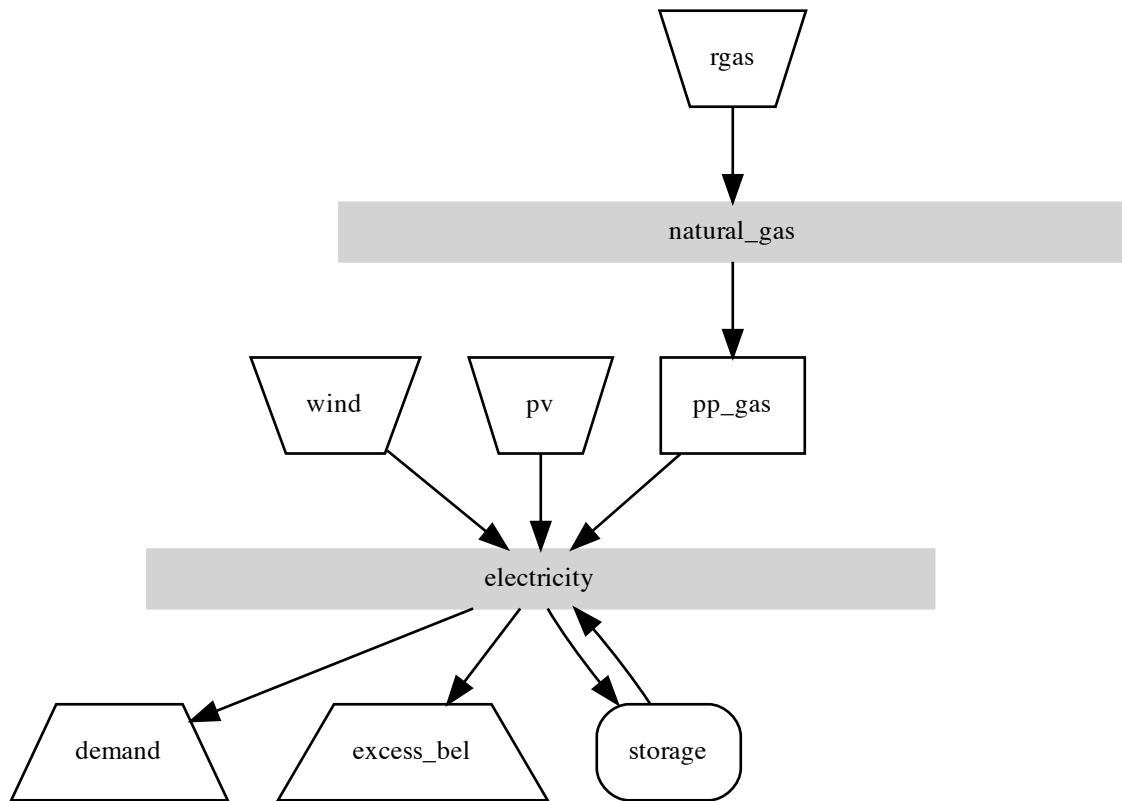 rgas
natural_gas
wind
pv
pp_gas
electricity
demand
excess_bel
storage